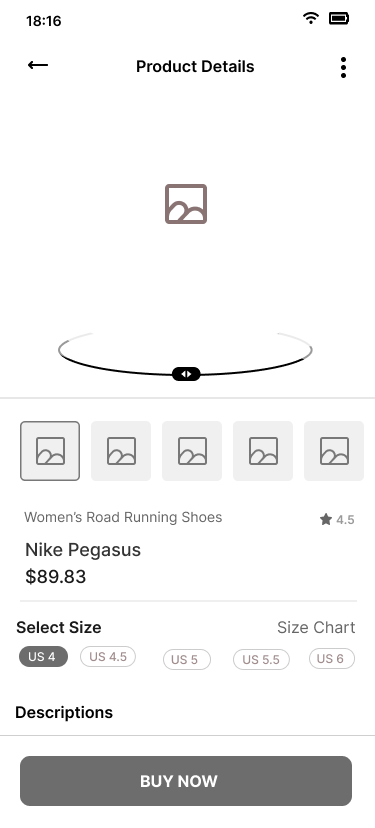 18:16
Product Details
Women's Road Running Shoes
4.5
Nike Pegasus
$89.83
Select Size
Size Chart
US 4
US 4.5
US 5
US 5.5
US 6
Descriptions
BUY NOW